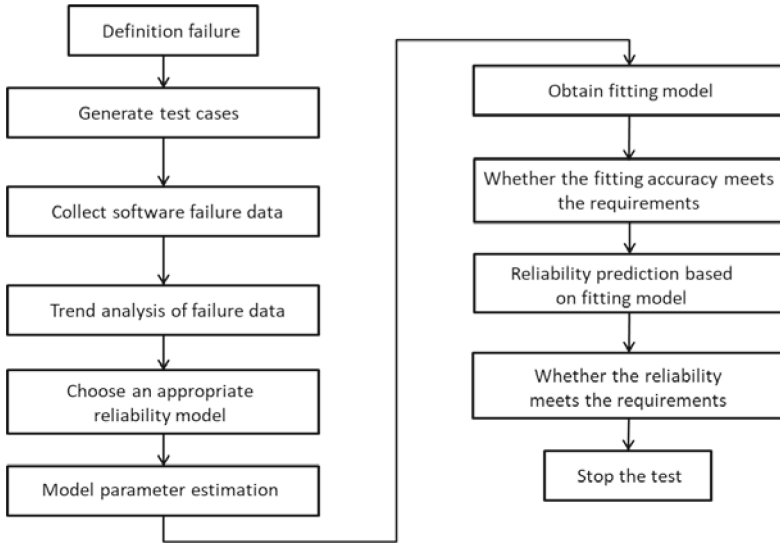 Definition failure
Generate test cases
Collect software failure data
Trend analysis of failure data
Choose an appropriate
reliability model
Model parameter estimation
Obtain fitting model
Whether the fitting accuracy meets
the requirements
Reliability prediction based
on fitting model
Whether the reliability
meets the requirements
Stop the test